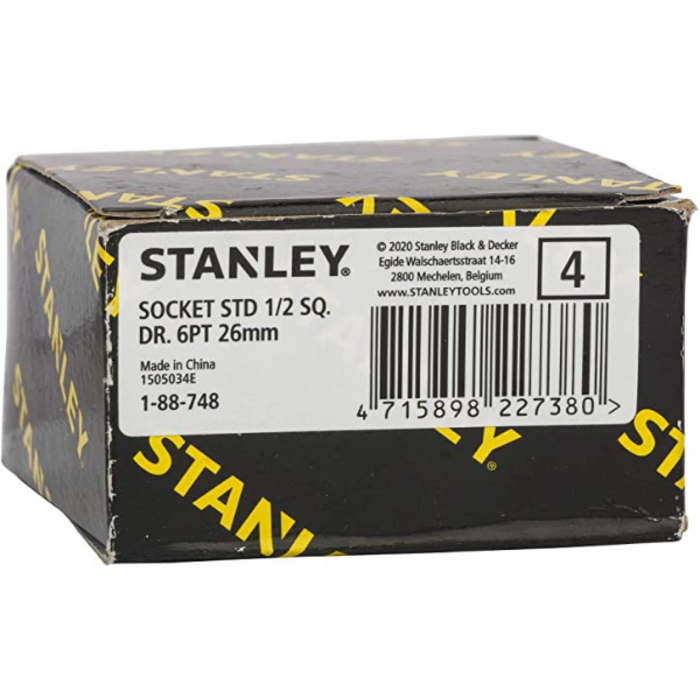 STANLEY®
SOCKET STD 1/2 SQ.
DR. 6PT 26mm
Made in China
1505034E
1-88-748
© 2020 Stanley Black & Decker
Egide Walschaertsstraat 14-16
2800 Mechelen, Belgium
www.STANLEYTOOLS.com
4
4 715898 227380 >
STANLEY